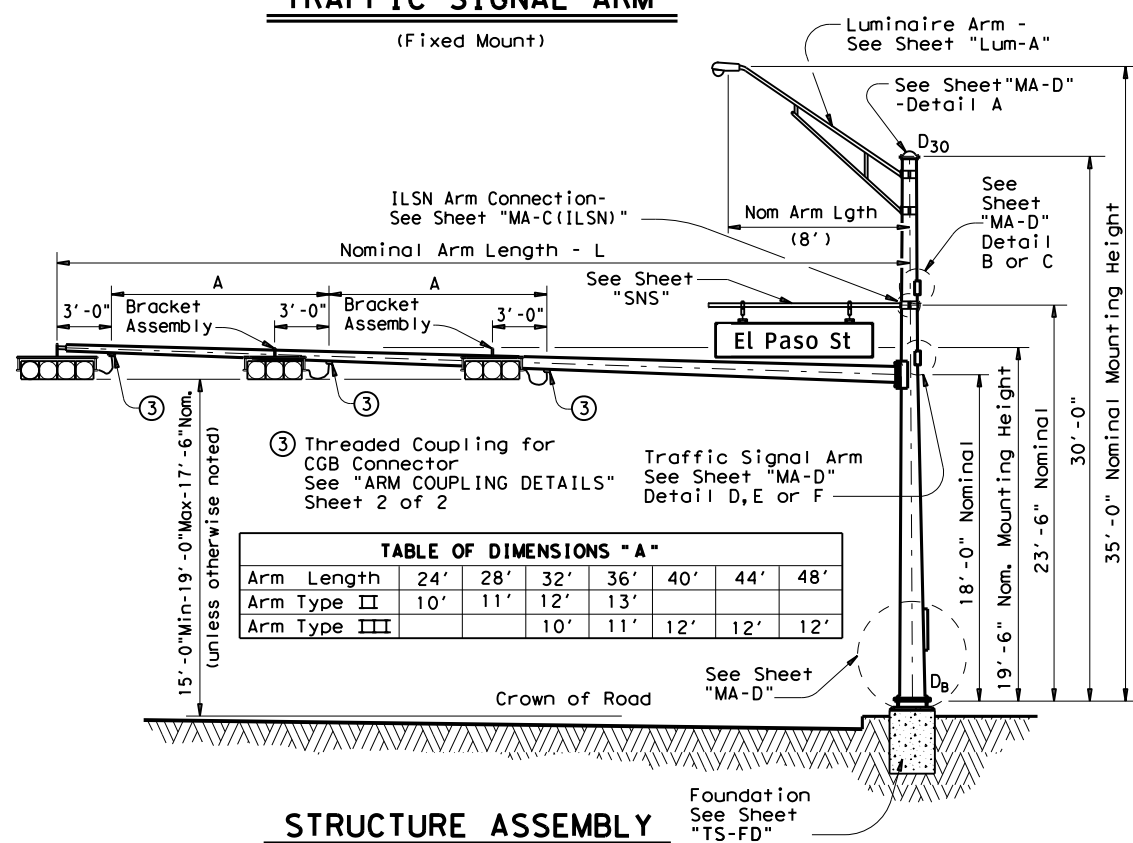 TRAFFIC SIGNAL ARM
(Fixed Mount)
Luminaire Arm -
See Sheet "Lum-A"
See Sheet "MA-D"
-Detail A
D30
See
Sheet
"MA-D"
Detail
B or C
ILSN Arm Connection-
See Sheet "MA-C(ILSN)"
Nom Arm Lgth
(8')
Nominal Arm Length - L
See Sheet
"SNS"
A
A
3'-0"
Bracket
Assembly
3'-0"
Bracket
Assembly
3'-0"
El Paso St
3
3
3
3 Threaded Coupling for
CGB Connector
See "ARM COUPLING DETAILS"
Sheet 2 of 2
Traffic Signal Arm
See Sheet "MA-D"
Detail D,E or F
15'-0"Min-19'-0"Max-17'-6"Nom.
(unless otherwise noted)
18'-0" Nominal
19'-6" Nom. Mounting Height
23'-6" Nominal
30'-0"
35'-0" Nominal Mounting Height
TABLE OF DIMENSIONS "A"
Arm Length 24' 28' 32' 36' 40' 44' 48'
Arm Type II 10' 11' 12' 13'
Arm Type III 10' 11' 12' 12' 12'
See Sheet
"MA-D"
DB
Crown of Road
Foundation
See Sheet
"TS-FD"
STRUCTURE ASSEMBLY